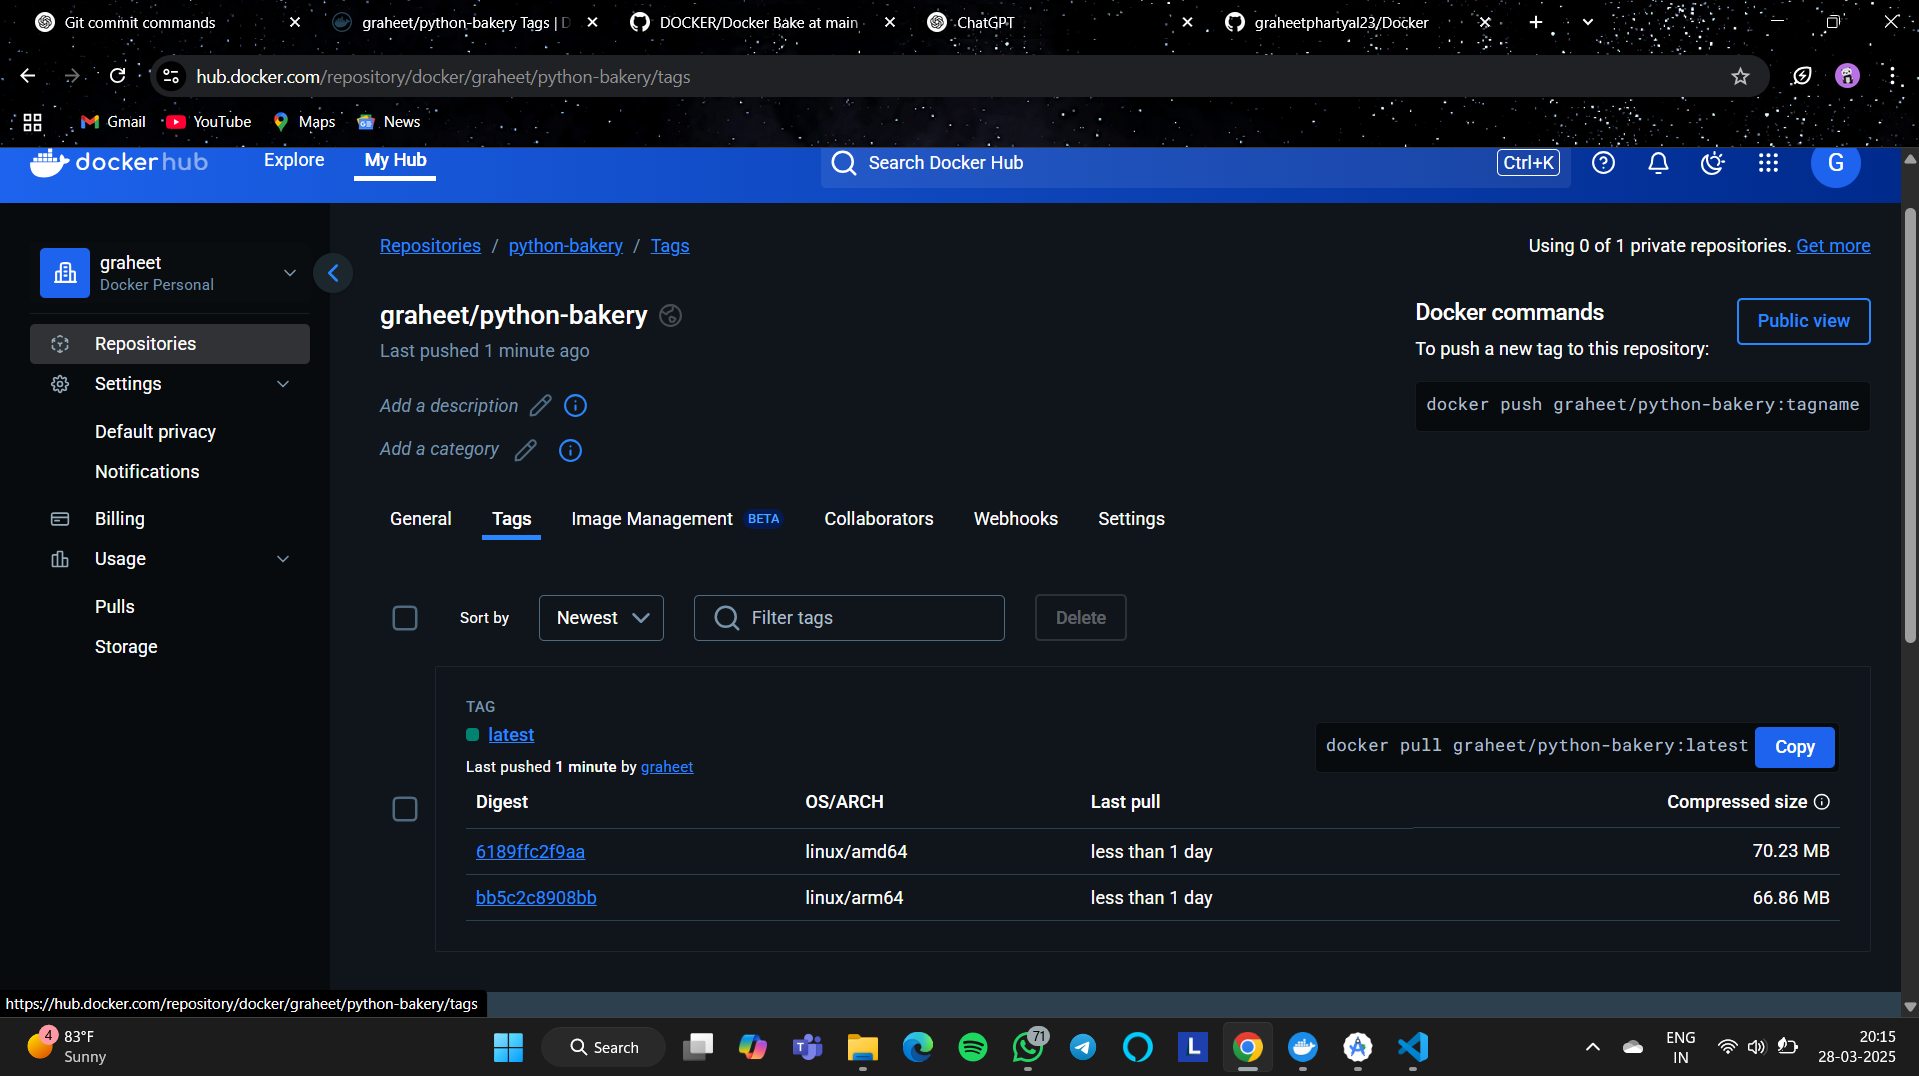 Git commit commands
graheet/python-bakery Tags | D
DOCKER/Docker Bake at main
ChatGPT
graheetphartyal23/Docker
hub.docker.com/repository/docker/graheet/python-bakery/tags
Gmail
YouTube
Maps
News
dockerhub
Explore
My Hub
Search Docker Hub
Ctrl+K
G
graheet
Docker Personal
Repositories
Settings
Default privacy
Notifications
Billing
Usage
Pulls
Storage
Repositories / python-bakery / Tags
Using 0 of 1 private repositories. Get more
graheet/python-bakery
Last pushed 1 minute ago
Add a description
Add a category
Docker commands
Public view
To push a new tag to this repository:
docker push graheet/python-bakery:tagname
General
Tags
Image Management BETA
Collaborators
Webhooks
Settings
Sort by
Newest
Filter tags
Delete
TAG
latest
Last pushed 1 minute by graheet
docker pull graheet/python-bakery:latest
Copy
Digest OS/ARCH Last pull Compressed size
6189ffc2f9aa linux/amd64 less than 1 day 70.23 MB
bb5c2c8908bb linux/arm64 less than 1 day 66.86 MB
https://hub.docker.com/repository/docker/graheet/python-bakery/tags
4
83°F
Sunny
Search
71
L
ENG
IN
20:15
28-03-2025